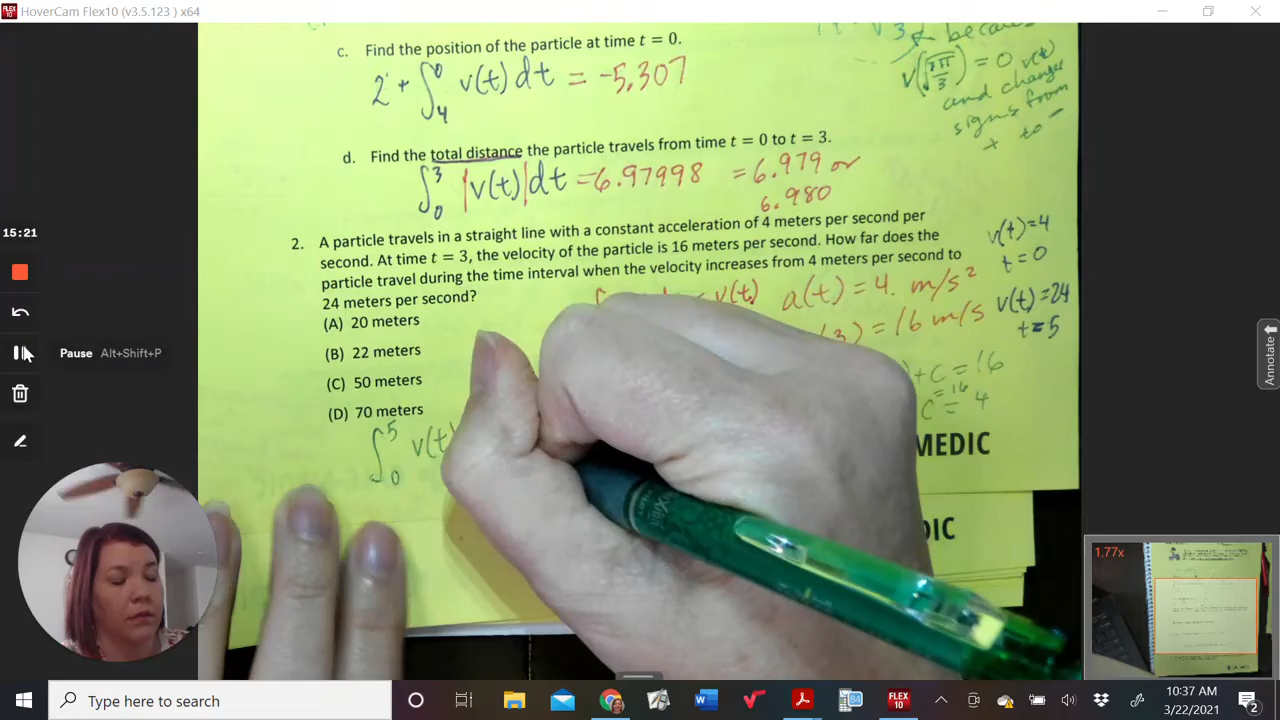 HoverCam Flex10 (v3.5.123 ) x64
c. Find the position of the particle at time t = 0.
2 + ∫₄⁰ v(t) dt = -5.307
v(√(3π/3)) = 0
and changes
signs from
+ to −
d. Find the total distance the particle travels from time t = 0 to t = 3.
∫₀³ |v(t)| dt = 6.97998 = 6.979 or
6.980
15:21
2. A particle travels in a straight line with a constant acceleration of 4 meters per second per
second. At time t = 3, the velocity of the particle is 16 meters per second. How far does the
particle travel during the time interval when the velocity increases from 4 meters per second to
24 meters per second?
v(t)=4
t=0
v(t) a(t) = 4. m/s²
(3) = 16 m/s
v(t)=24
t=5
+C = 16
= 16
C = 4
(A) 20 meters
(B) 22 meters
(C) 50 meters
(D) 70 meters
∫₀⁵ v(t)
Pause Alt+Shift+P
MEDIC
DIC
Annotate
1.77x
FLEX 10
Type here to search
10:37 AM
3/22/2021
2